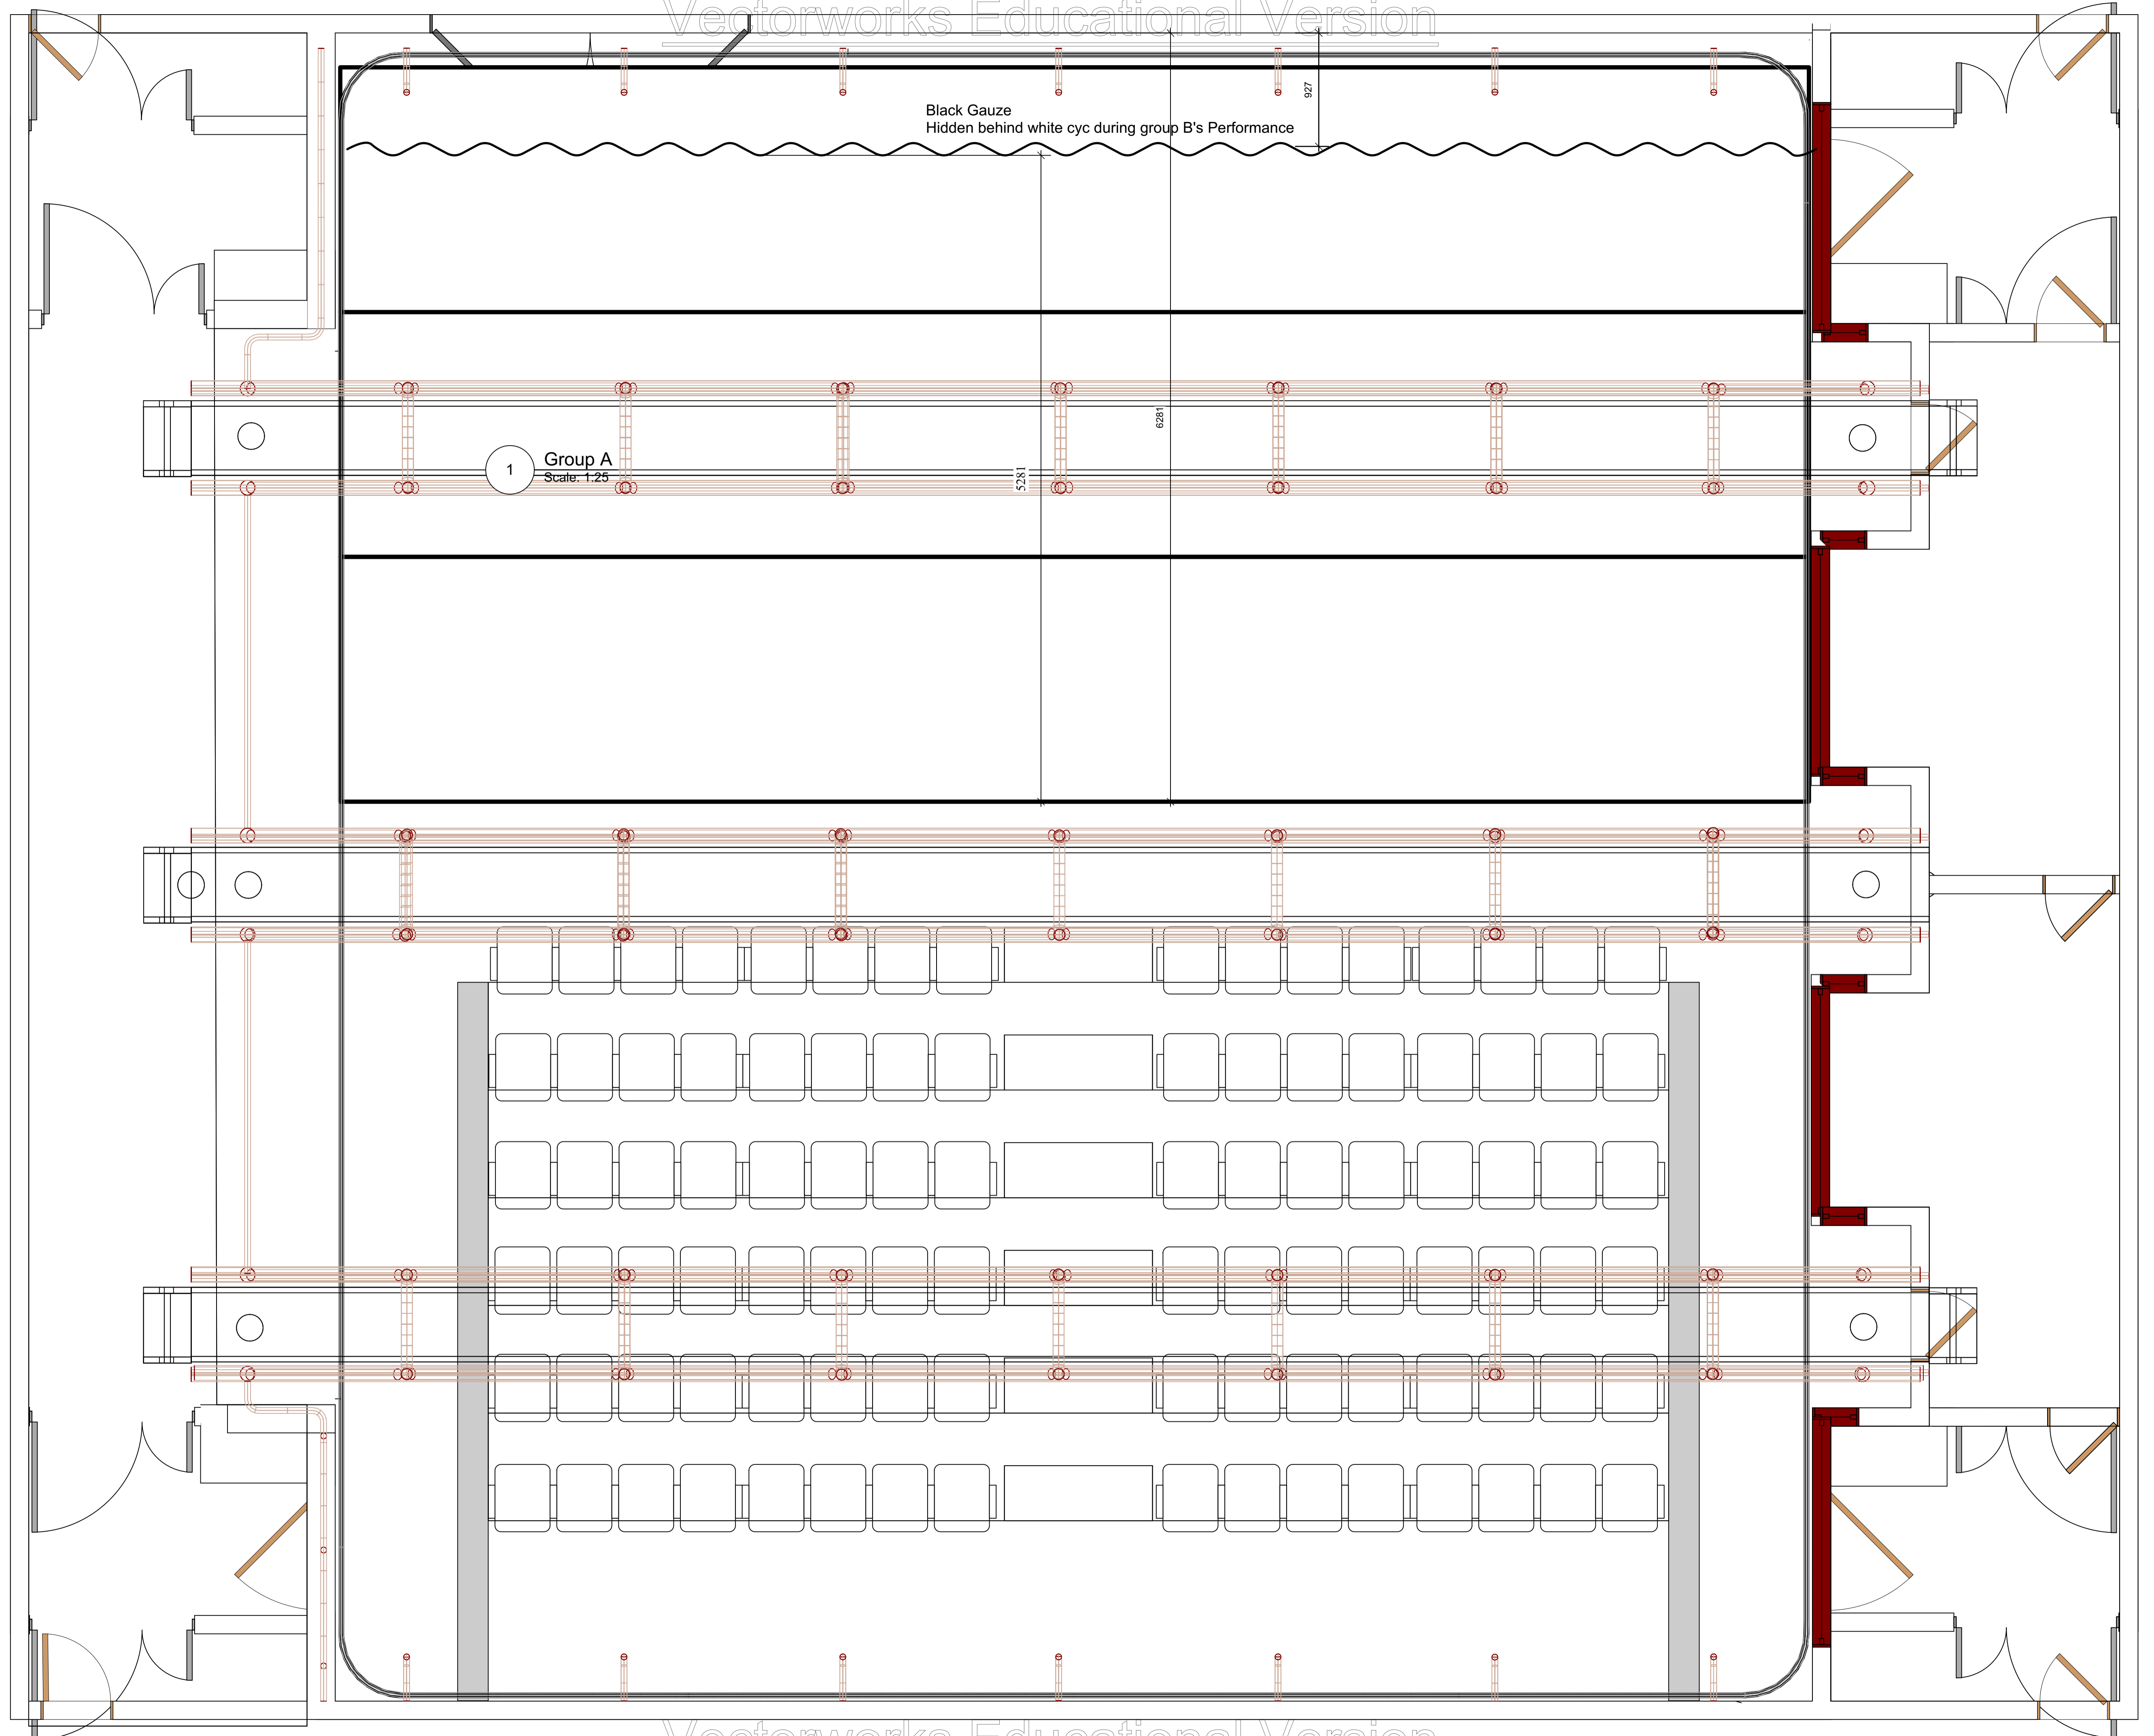 Vectorworks Educational Version
927
Black Gauze
Hidden behind white cyc during group B's Performance
6281
1
Group A
Scale: 1:25
5281
Vectorworks Educational Version